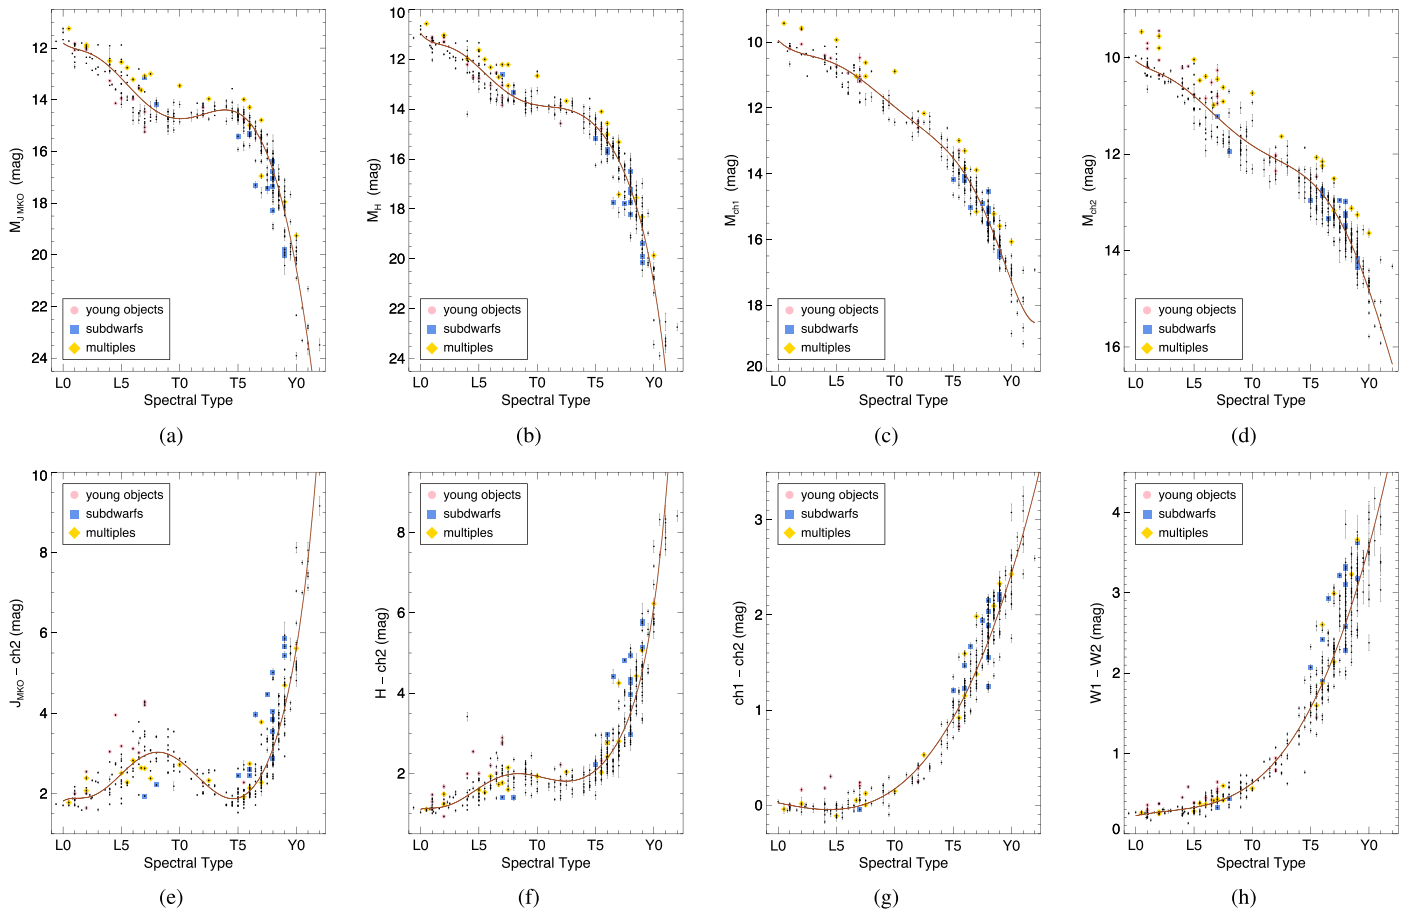 10
12
14
16
18
20
22
24
M_J MKO (mag)
young objects
subdwarfs
multiples
L0 L5 T0 T5 Y0
Spectral Type
(a)
10
12
14
16
18
20
22
24
M_H (mag)
young objects
subdwarfs
multiples
L0 L5 T0 T5 Y0
Spectral Type
(b)
10
12
14
16
18
20
M_ch1 (mag)
young objects
subdwarfs
multiples
L0 L5 T0 T5 Y0
Spectral Type
(c)
10
12
14
16
M_ch2 (mag)
young objects
subdwarfs
multiples
L0 L5 T0 T5 Y0
Spectral Type
(d)
10
8
6
4
2
J_MKO − ch2 (mag)
young objects
subdwarfs
multiples
L0 L5 T0 T5 Y0
Spectral Type
(e)
8
6
4
2
H − ch2 (mag)
young objects
subdwarfs
multiples
L0 L5 T0 T5 Y0
Spectral Type
(f)
3
2
1
0
ch1 − ch2 (mag)
young objects
subdwarfs
multiples
L0 L5 T0 T5 Y0
Spectral Type
(g)
4
3
2
1
0
W1 − W2 (mag)
young objects
subdwarfs
multiples
L0 L5 T0 T5 Y0
Spectral Type
(h)